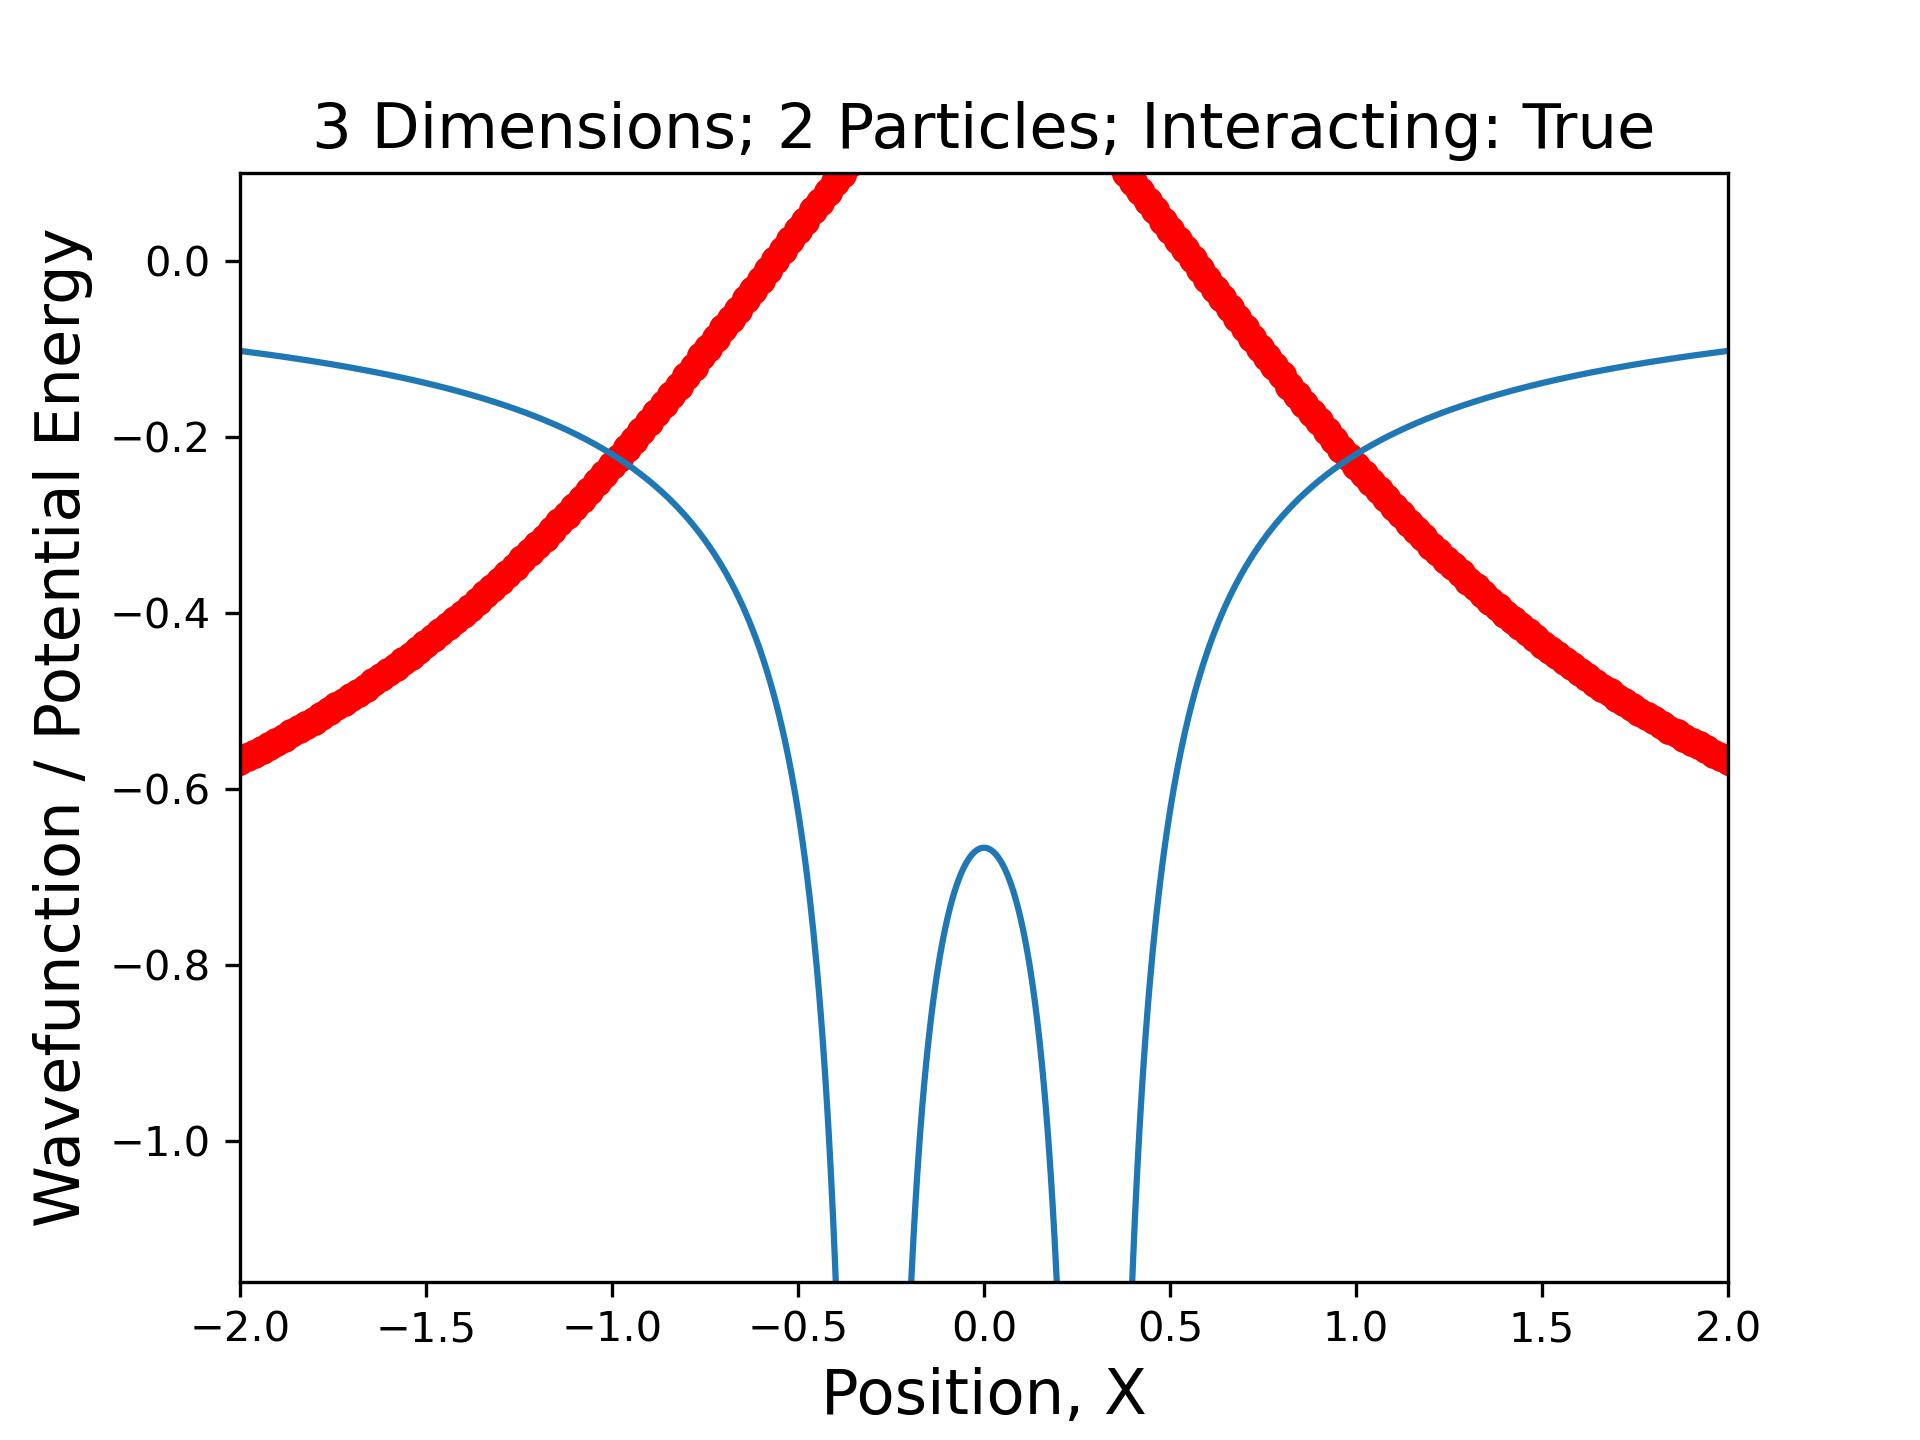 3 Dimensions; 2 Particles; Interacting: True
Wavefunction / Potential Energy
0.0
−0.2
−0.4
−0.6
−0.8
−1.0
−2.0 −1.5 −1.0 −0.5 0.0 0.5 1.0 1.5 2.0
Position, X